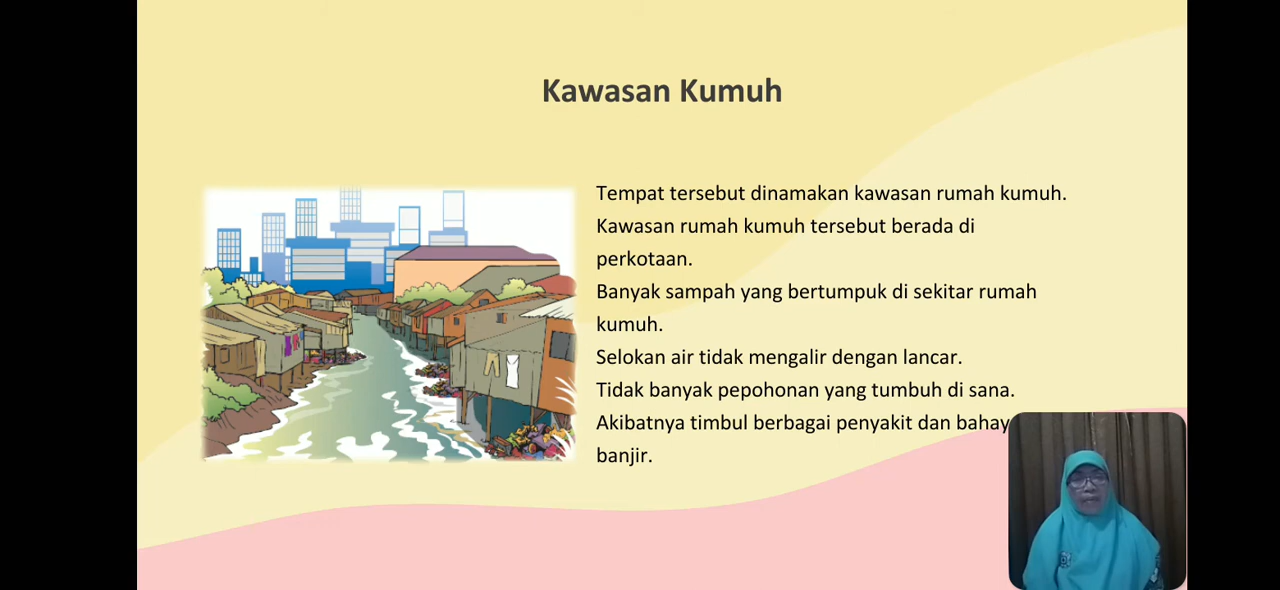 Kawasan Kumuh
Tempat tersebut dinamakan kawasan rumah kumuh.
Kawasan rumah kumuh tersebut berada di
perkotaan.
Banyak sampah yang bertumpuk di sekitar rumah
kumuh.
Selokan air tidak mengalir dengan lancar.
Tidak banyak pepohonan yang tumbuh di sana.
Akibatnya timbul berbagai penyakit dan bahay
banjir.